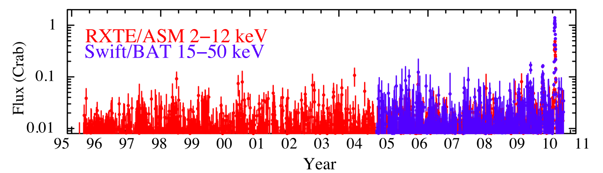 RXTE/ASM 2−12 keV
Swift/BAT 15−50 keV
Flux (Crab)
1
0.1
0.01
95 96 97 98 99 00 01 02 03 04 05 06 07 08 09 10 11
Year